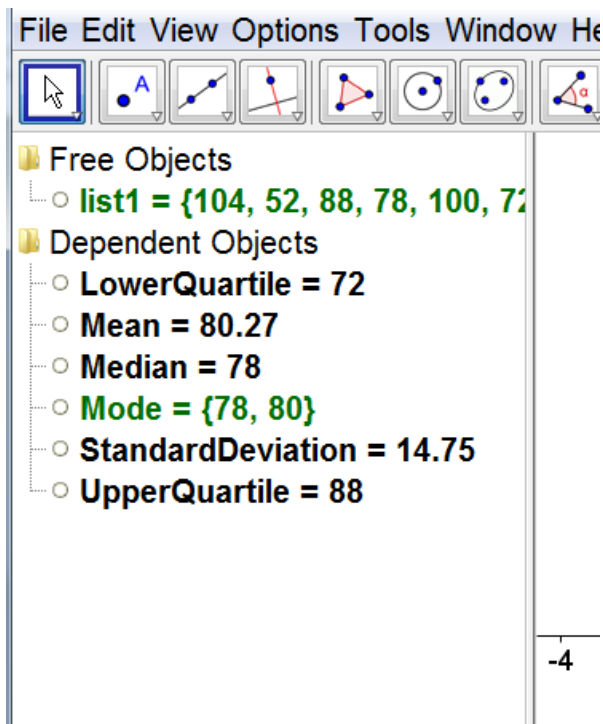 File Edit View Options Tools Window
A
α
Free Objects
list1 = {104, 52, 88, 78, 100, 72
Dependent Objects
LowerQuartile = 72
Mean = 80.27
Median = 78
Mode = {78, 80}
StandardDeviation = 14.75
UpperQuartile = 88
-4